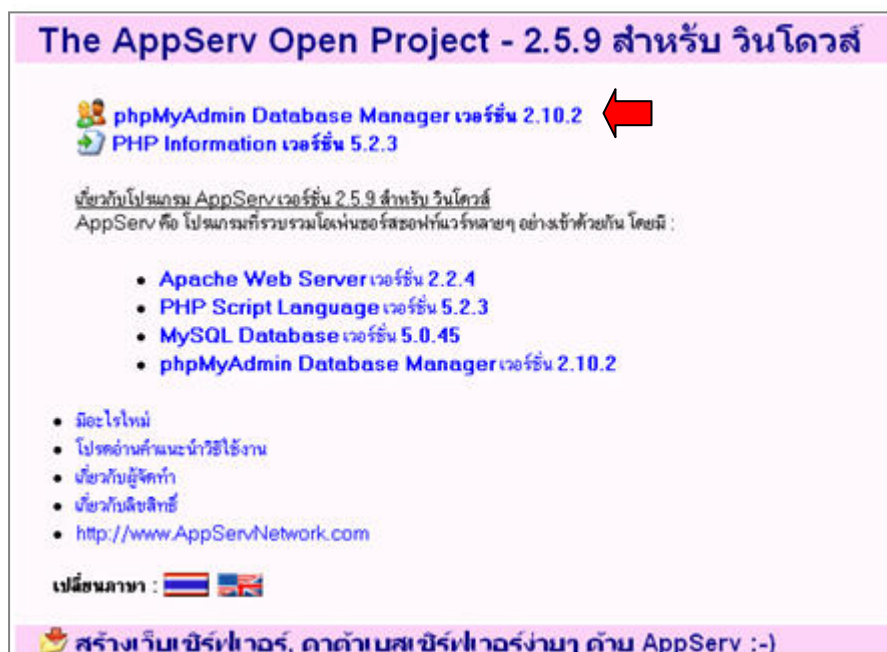 The AppServ Open Project - 2.5.9 สำหรับ วินโดวส์
phpMyAdmin Database Manager เวอร์ชั่น 2.10.2
PHP Information เวอร์ชั่น 5.2.3
เกี่ยวกับโปรแกรม AppServ เวอร์ชั่น 2.5.9 สำหรับ วินโดวส์
AppServ คือ โปรแกรมที่รวบรวมโอเพ่นซอร์สซอฟท์แวร์หลายๆ อย่างเข้าด้วยกัน โดยมี :
Apache Web Server เวอร์ชั่น 2.2.4
PHP Script Language เวอร์ชั่น 5.2.3
MySQL Database เวอร์ชั่น 5.0.45
phpMyAdmin Database Manager เวอร์ชั่น 2.10.2
มีอะไรใหม่
โปรดอ่านคำแนะนำวิธีใช้งาน
เกี่ยวกับผู้จัดทำ
เกี่ยวกับลิขสิทธิ์
http://www.AppServNetwork.com
เปลี่ยนภาษา :
สร้างเว็บเซิร์ฟเวอร์, ดาต้าเบสเซิร์ฟเวอร์ง่ายๆ ด้วย AppServ :-)